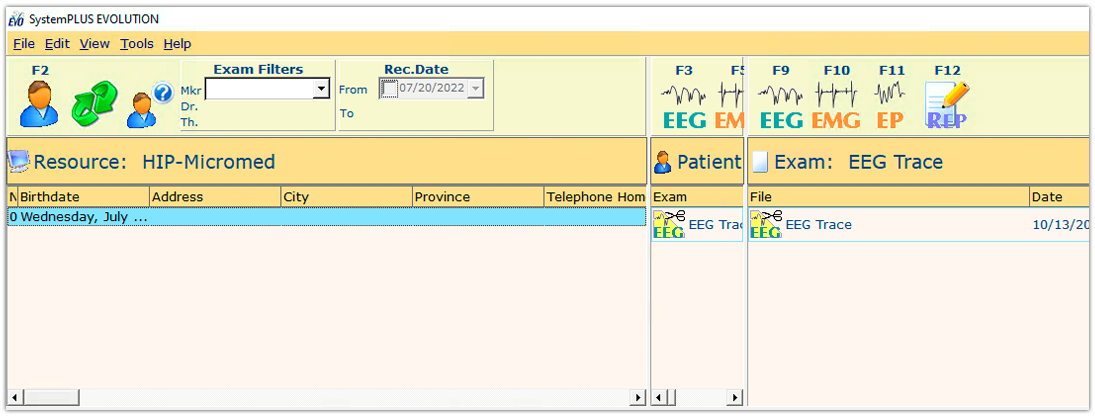 EVO SystemPLUS EVOLUTION
File Edit View Tools Help
F2 Exam Filters Rec.Date F3 F5 F9 F10 F11 F12
Mkr From 07/20/2022
Dr.
To
Th.
EEG EM EEG EMG EP REP
Resource: HIP-Micromed Patient Exam: EEG Trace
N Birthdate Address City Province Telephone Hom Exam File Date
0 Wednesday, July ...
EEG EEG Trac EEG EEG Trace 10/13/20